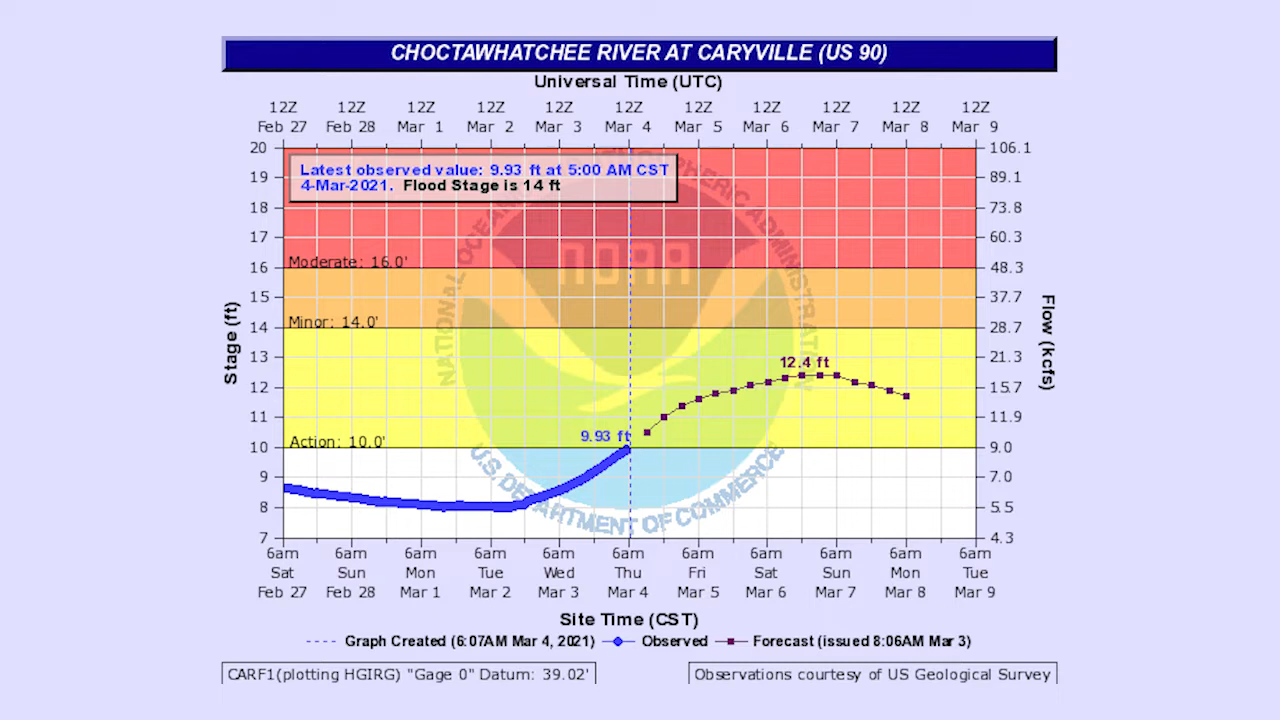 CHOCTAWHATCHEE RIVER AT CARYVILLE (US 90)
Universal Time (UTC)
12Z 12Z 12Z 12Z 12Z 12Z 12Z 12Z 12Z 12Z 12Z
Feb 27 Feb 28 Mar 1 Mar 2 Mar 3 Mar 4 Mar 5 Mar 6 Mar 7 Mar 8 Mar 9
Latest observed value: 9.93 ft at 5:00 AM CST
4-Mar-2021. Flood Stage is 14 ft
20 106.1
19 89.1
18 73.8
17 60.3
Moderate: 16.0'
16 48.3
15 37.7
Minor: 14.0'
14 28.7
13 21.3
12.4 ft
12 15.7
11 11.9
9.93 ft
Action: 10.0'
10 9.0
9 7.0
8 5.5
7 4.3
Stage (ft)
Flow (kcfs)
NATIONAL OCEANIC AND ATMOSPHERIC ADMINISTRATION
NOAA
U.S. DEPARTMENT OF COMMERCE
6am 6am 6am 6am 6am 6am 6am 6am 6am 6am 6am
Sat Sun Mon Tue Wed Thu Fri Sat Sun Mon Tue
Feb 27 Feb 28 Mar 1 Mar 2 Mar 3 Mar 4 Mar 5 Mar 6 Mar 7 Mar 8 Mar 9
Site Time (CST)
Graph Created (6:07AM Mar 4, 2021) Observed Forecast (issued 8:06AM Mar 3)
CARF1(plotting HGIRG) "Gage 0" Datum: 39.02'
Observations courtesy of US Geological Survey